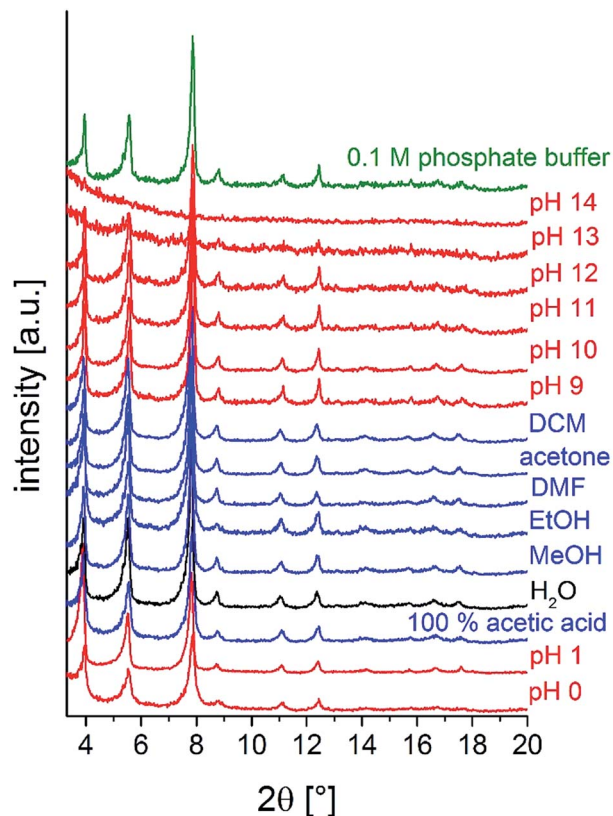 0.1 M phosphate buffer
pH 14
pH 13
pH 12
pH 11
pH 10
pH 9
DCM
acetone
DMF
EtOH
MeOH
H₂O
100 % acetic acid
pH 1
pH 0
intensity [a.u.]
4 6 8 10 12 14 16 18 20
2θ [°]